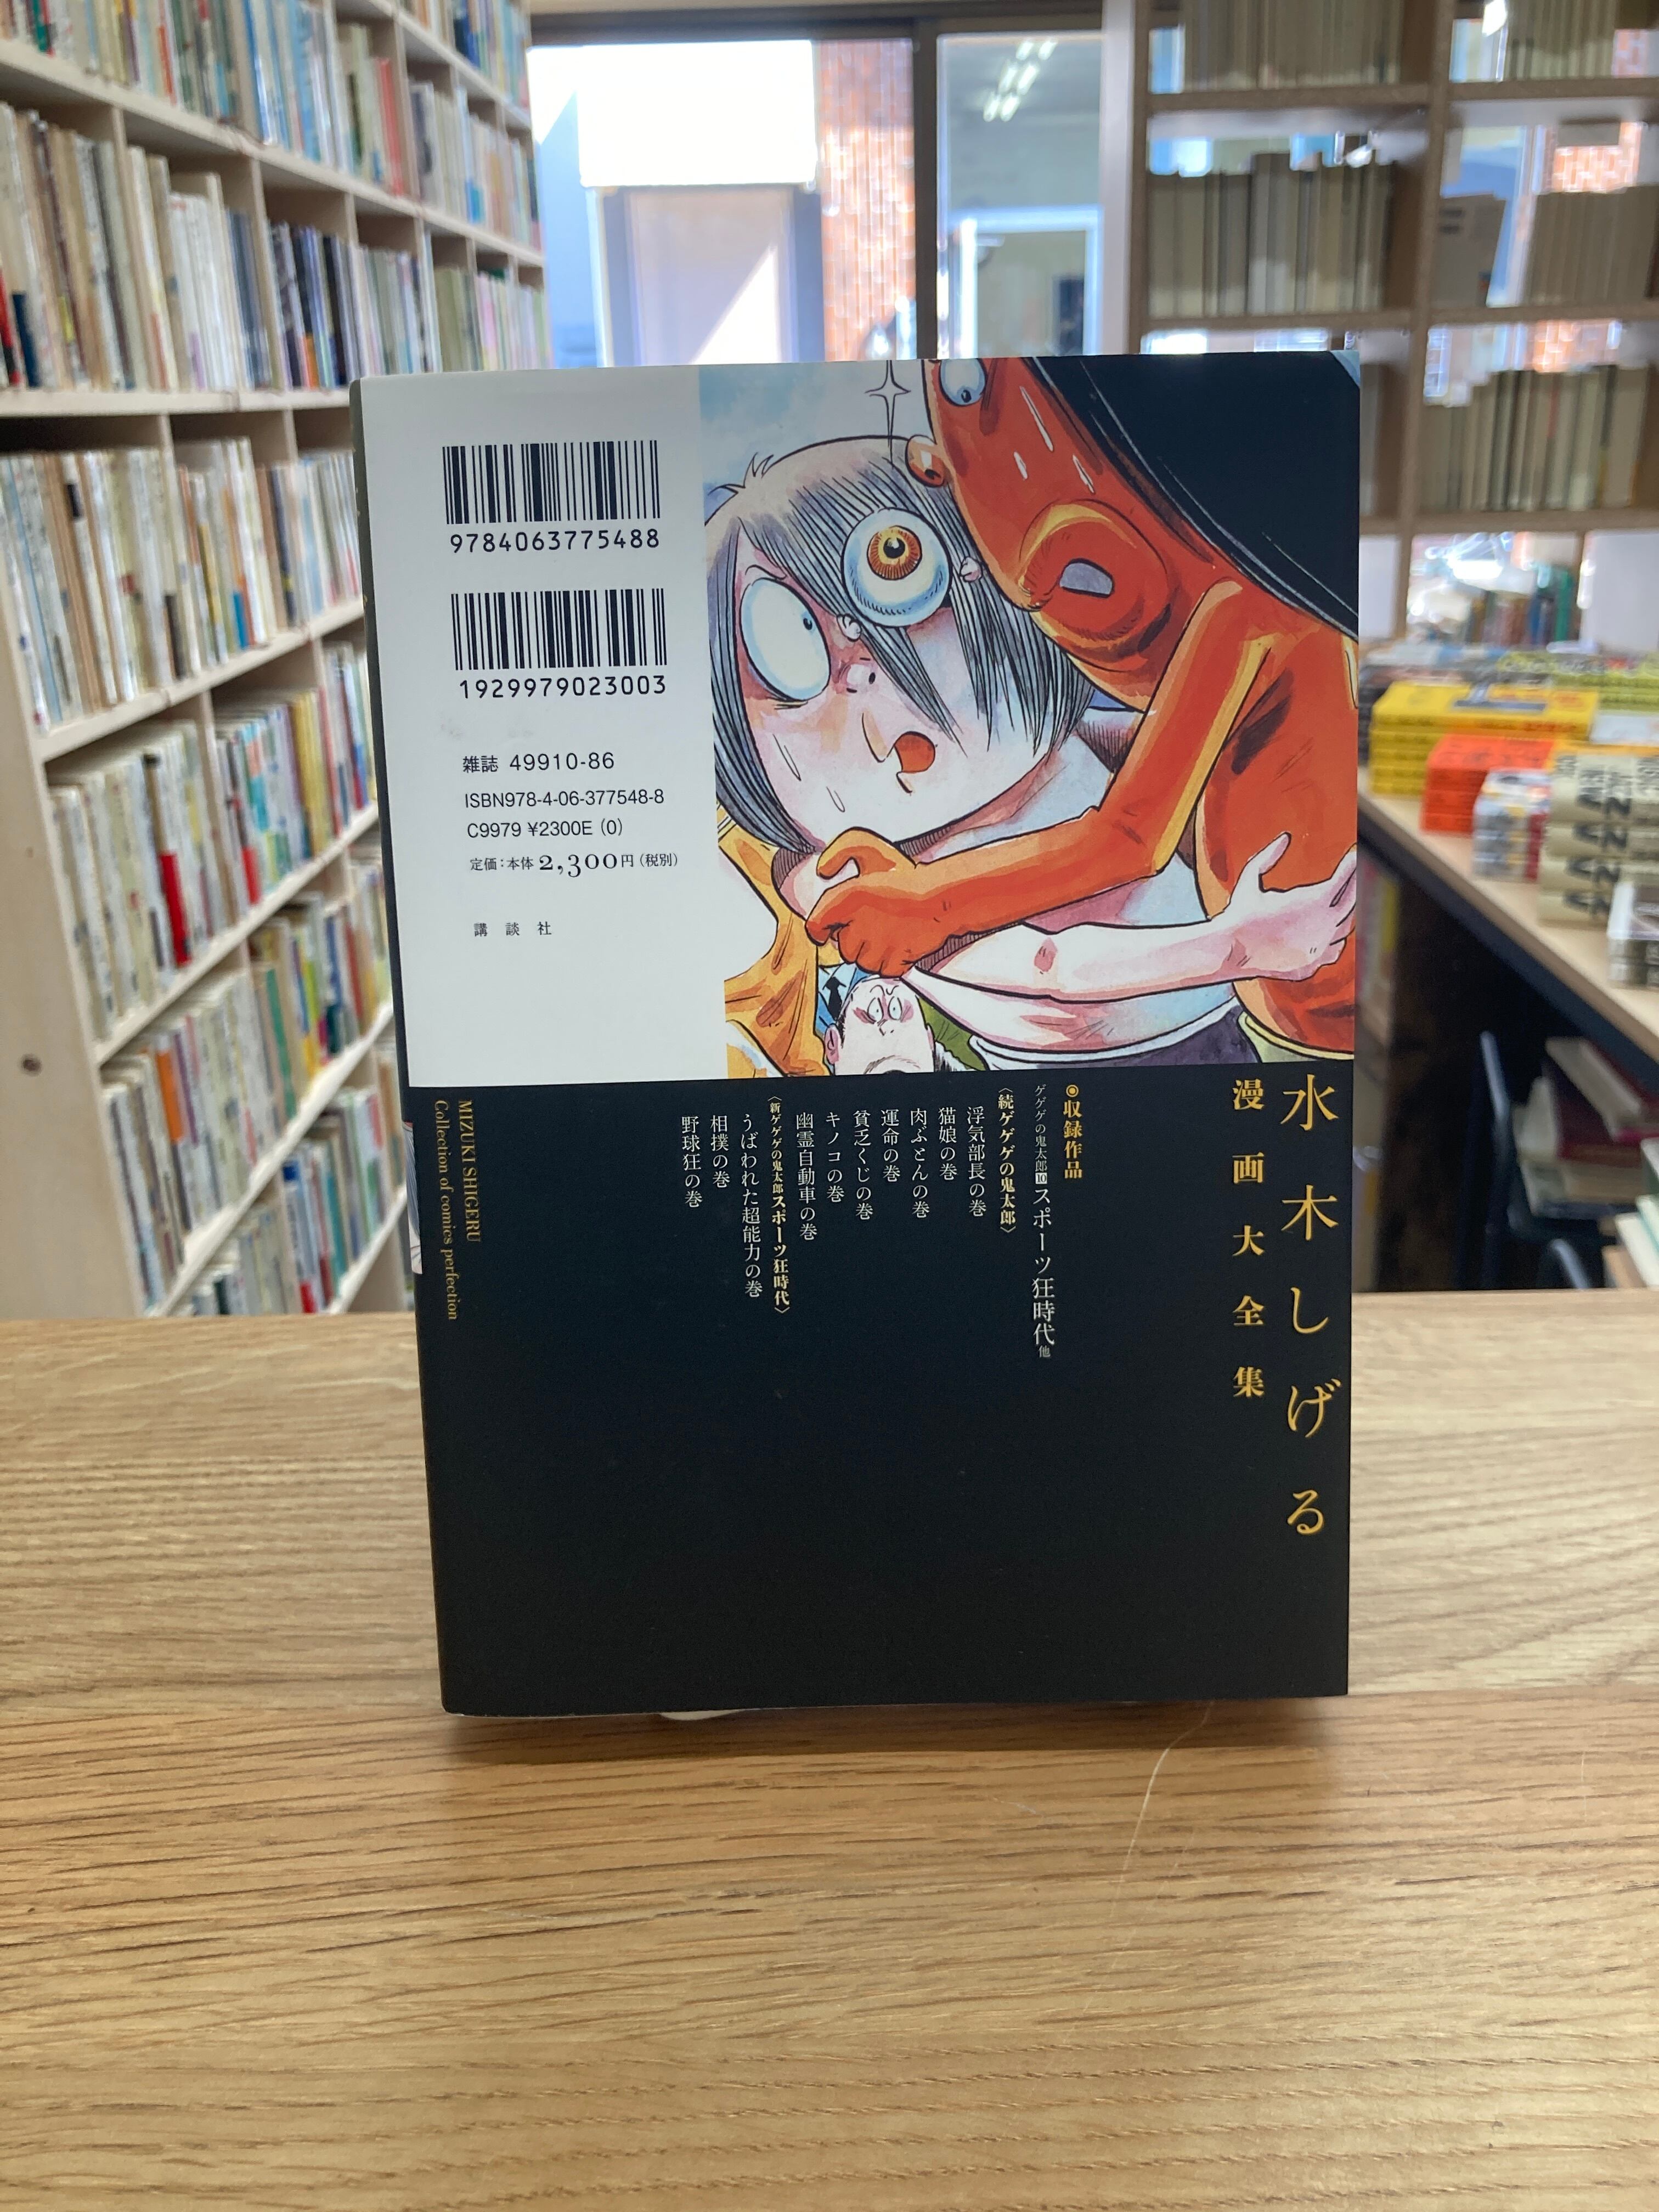 9784063775488
1929979023003
雑誌 49910-86
ISBN978-4-06-377548-8
C9979 ¥2300E (0)
定価:本体2,300円(税別)
講談社
水木しげる
漫画大全集
◉収録作品
ゲゲゲの鬼太郎10スポーツ狂時代 他
〈続ゲゲゲの鬼太郎〉
浮気部長の巻
猫娘の巻
肉ぶとんの巻
運命の巻
貧乏くじの巻
キノコの巻
幽霊自動車の巻
〈新ゲゲゲの鬼太郎スポーツ狂時代〉
うばわれた超能力の巻
相撲の巻
野球狂の巻
MIZUKI SHIGERU
Collection of comics perfection